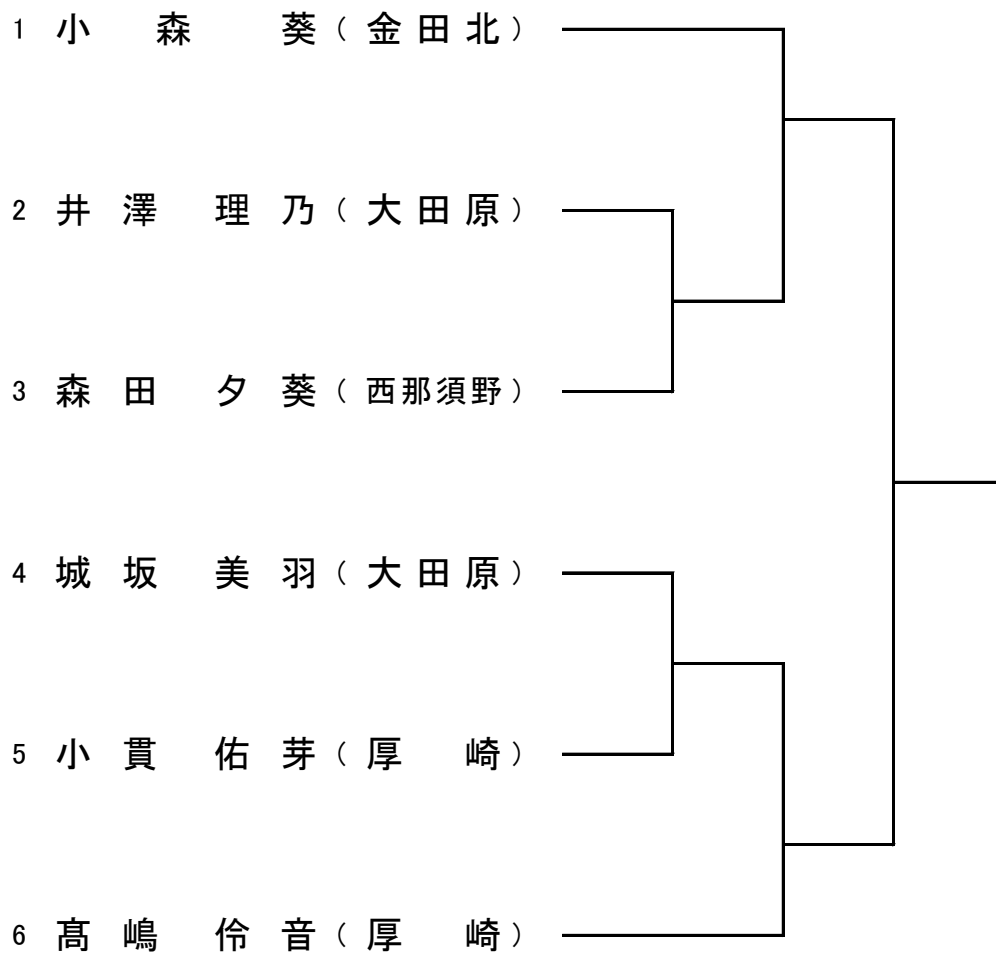 1 小 森 葵 ( 金田北 )
2 井澤 理乃 ( 大田原 )
3 森田 夕葵 ( 西那須野 )
4 城坂 美羽 ( 大田原 )
5 小貫 佑芽 ( 厚 崎 )
6 髙嶋 伶音 ( 厚 崎 )